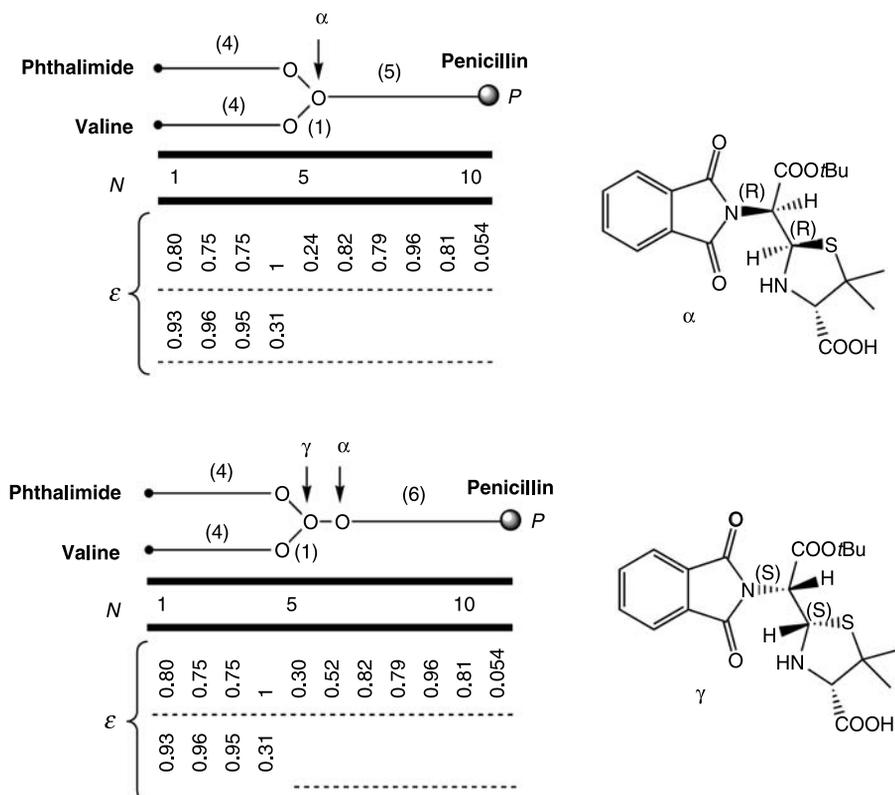 α
(4)
Phthalimide
(5)
Penicillin
P
(4)
Valine
(1)
N 1 5 10
ε
0.80 0.75 0.75 1 0.24 0.82 0.79 0.96 0.81 0.054
0.93 0.96 0.95 0.31
O
COOtBu
(R)
N
H
(R)
H
S
HN
O
COOH
α
γ α
(4)
Phthalimide
(6)
Penicillin
P
(4)
Valine
(1)
N 1 5 10
ε
0.80 0.75 0.75 1 0.30 0.52 0.82 0.79 0.96 0.81 0.054
0.93 0.96 0.95 0.31
O
COOtBu
(S)
N
H
(S)
H
S
HN
O
COOH
γ